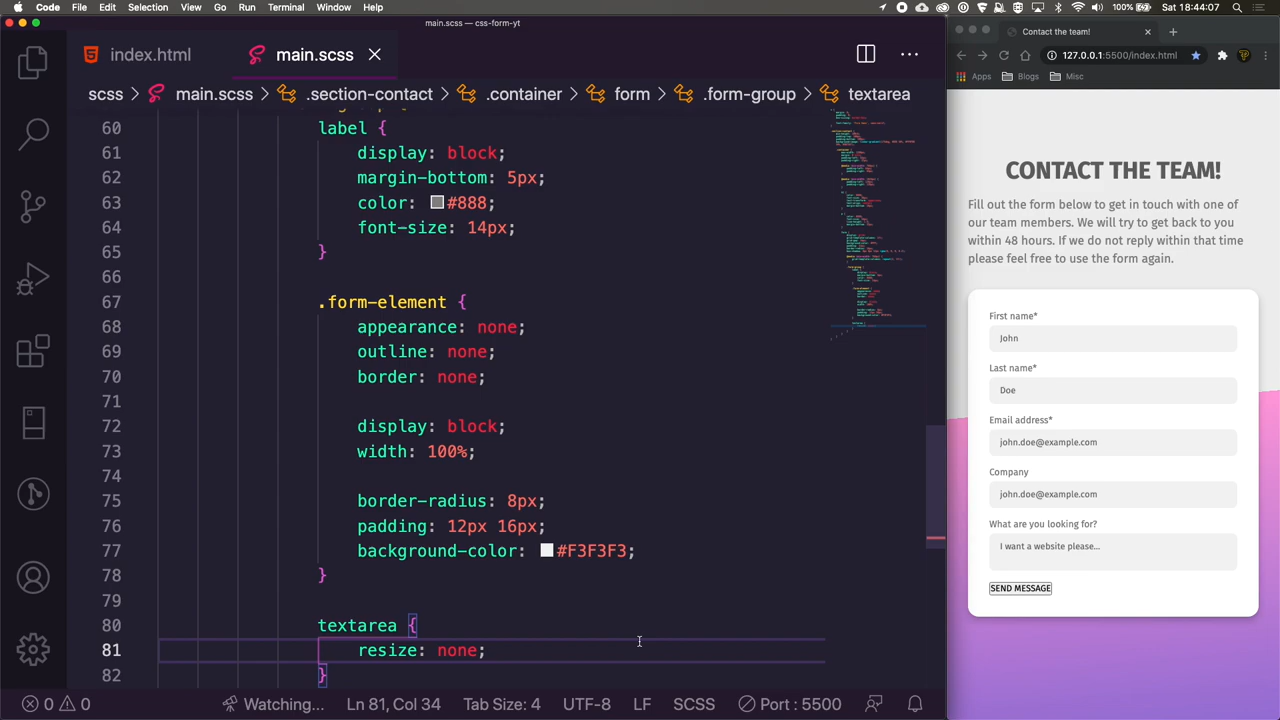 Code File Edit Selection View Go Run Terminal Window Help
Wed 18:44:07
main.scss — css-form-yt
index.html
main.scss
scss > main.scss > .section-contact > .container > form > .form-group > textarea
60 label {
61 display: block;
62 margin-bottom: 5px;
63 color: #888;
64 font-size: 14px;
65 }
66
67 .form-element {
68 appearance: none;
69 outline: none;
70 border: none;
71
72 display: block;
73 width: 100%;
74
75 border-radius: 8px;
76 padding: 12px 16px;
77 background-color: #F3F3F3;
78 }
79
80 textarea {
81 resize: none;
82 }
0 0
Watching...
Ln 81, Col 34
Tab Size: 4
UTF-8
LF
SCSS
Port : 5500
Contact the team!
127.0.0.1:5500/index.html
Apps
Blogs
Misc
CONTACT THE TEAM!
Fill out the form below to get in touch with one of
our team members. We will try to get back to you
within 48 hours. If we do not reply within that time
please feel free to use the form again.
First name*
John
Last name*
Doe
Email address*
john.doe@example.com
Company
john.doe@example.com
What are you looking for?
I want a website please...
SEND MESSAGE